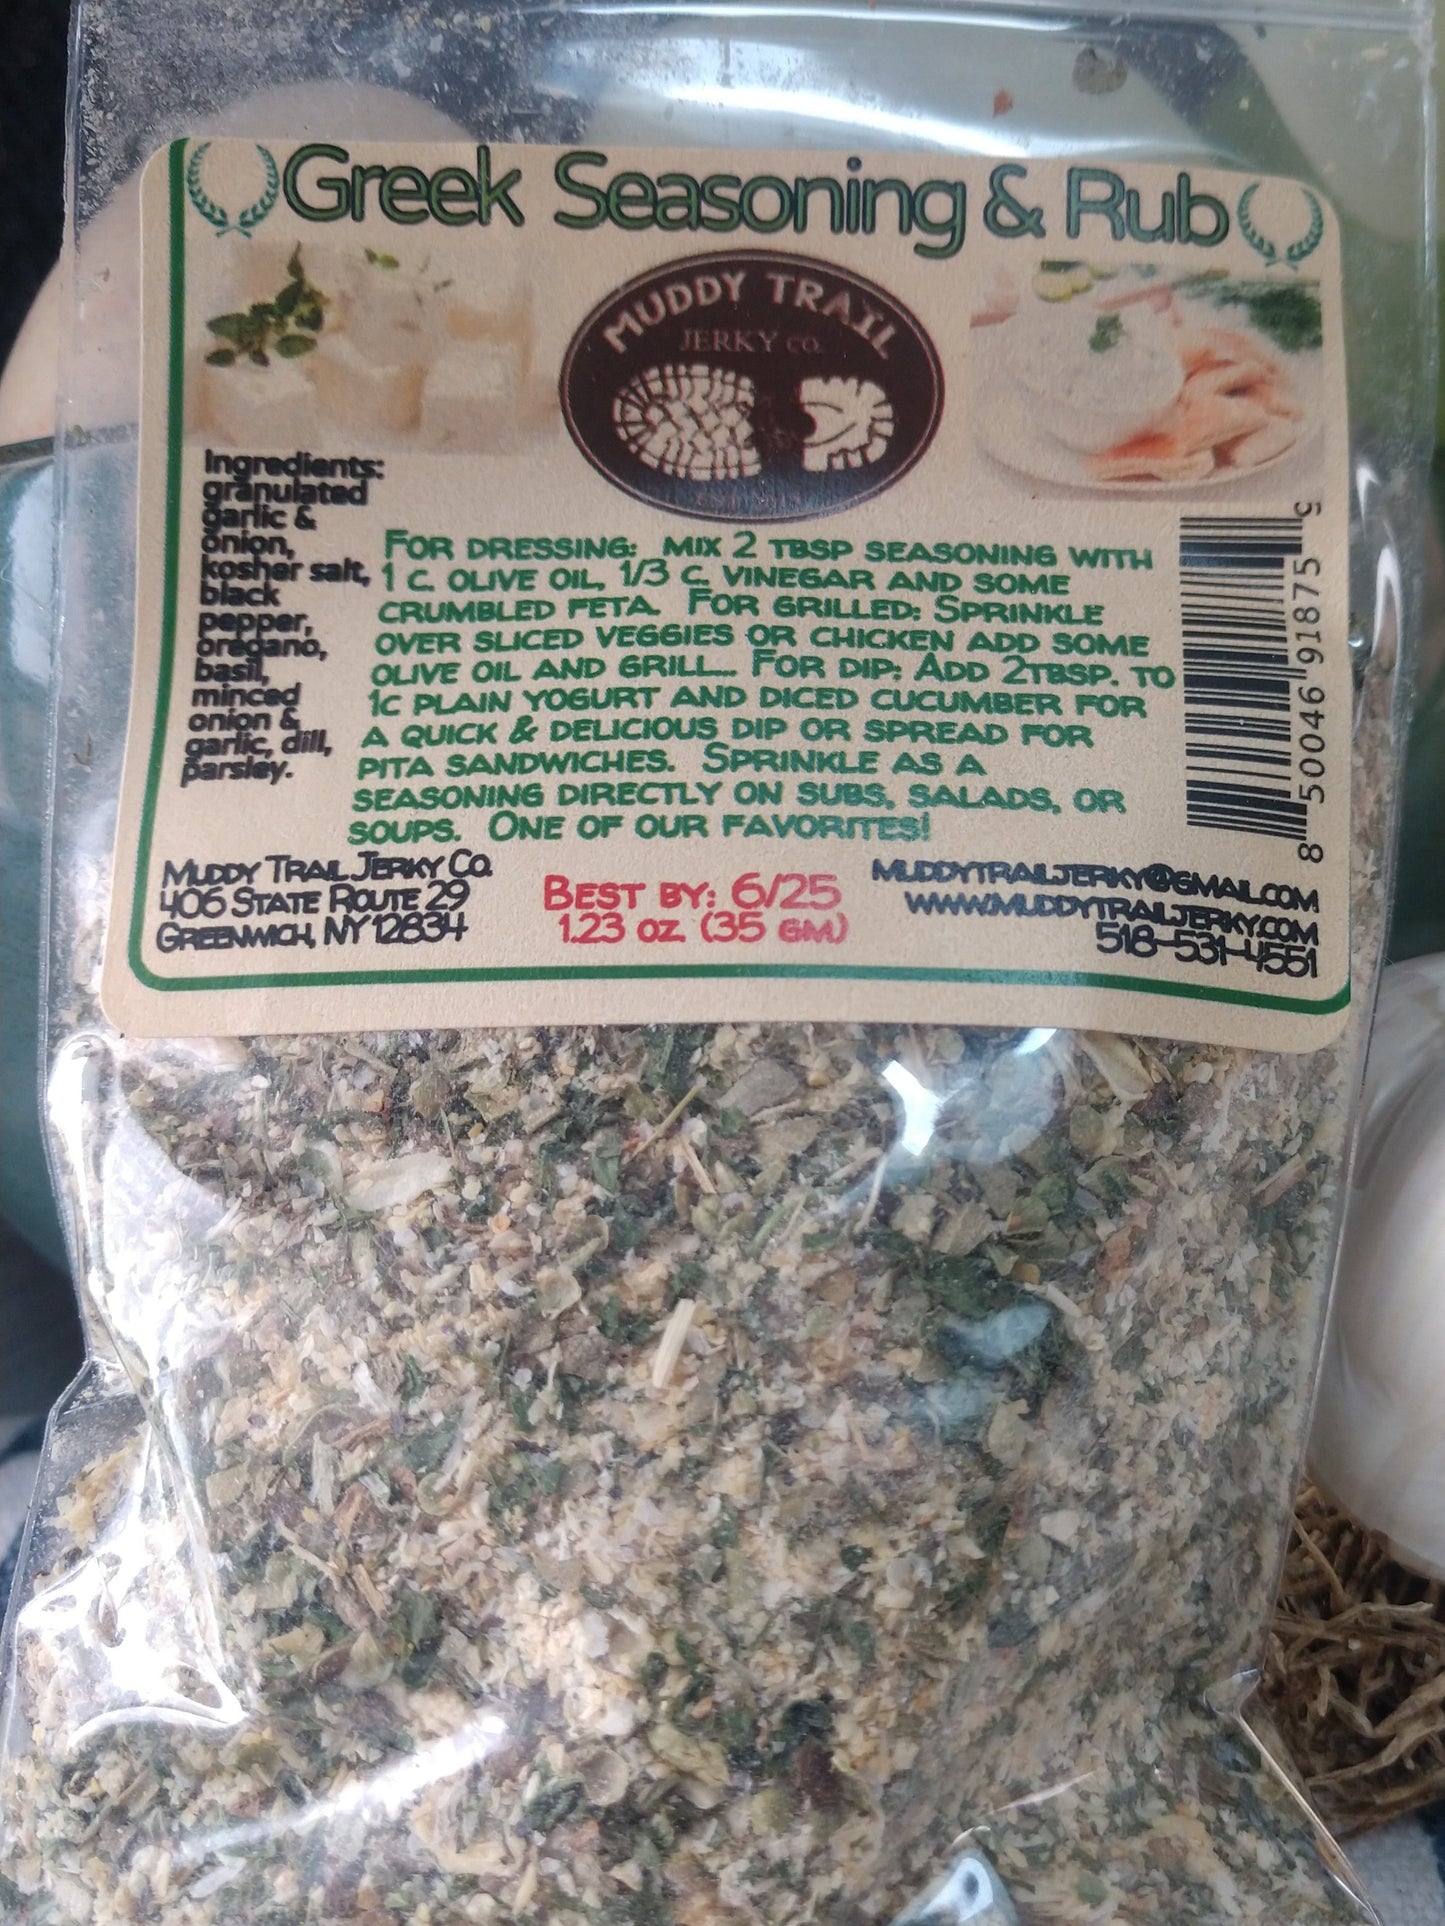 Greek Seasoning & Rub
MUDDY TRAIL
JERKY CO.
Ingredients:
granulated
garlic &
onion,
kosher salt,
black
pepper,
oregano,
basil,
minced
onion &
garlic, dill,
parsley.
FOR DRESSING: MIX 2 TBSP SEASONING WITH
1 C. OLIVE OIL, 1/3 C. VINEGAR AND SOME
CRUMBLED FETA. FOR GRILLED: SPRINKLE
OVER SLICED VEGGIES OR CHICKEN ADD SOME
OLIVE OIL AND GRILL. FOR DIP: ADD 2TBSP. TO
1C PLAIN YOGURT AND DICED CUCUMBER FOR
A QUICK & DELICIOUS DIP OR SPREAD FOR
PITA SANDWICHES. SPRINKLE AS A
SEASONING DIRECTLY ON SUBS, SALADS, OR
SOUPS. ONE OF OUR FAVORITES!
8 50046 91875 9
MUDDY TRAIL JERKY CO.
406 STATE ROUTE 29
GREENWICH, NY 12834
BEST BY: 6/25
1.23 OZ (35 GM)
MUDDYTRAILJERKY@GMAIL.COM
WWW.MUDDYTRAILJERKY.COM
518-531-4551